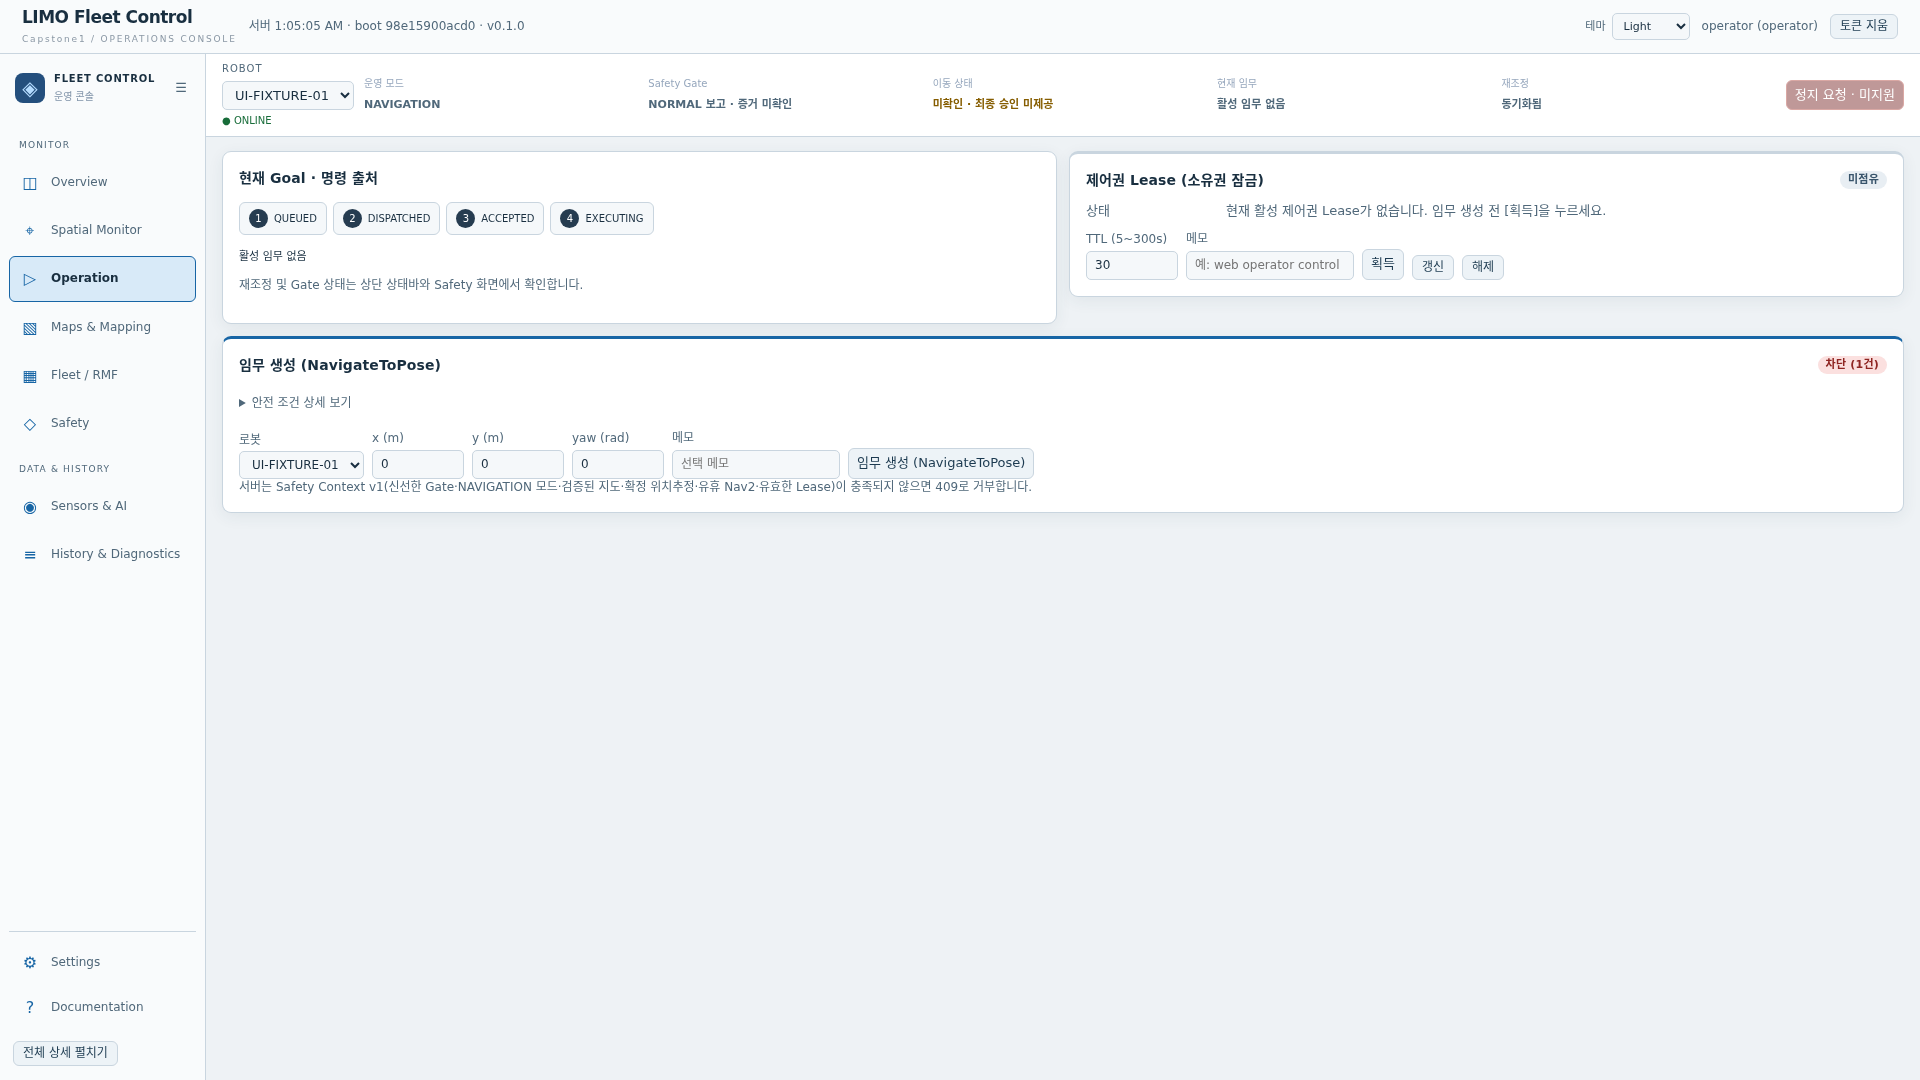 LIMO Fleet Control
Capstone1 / OPERATIONS CONSOLE
서버 1:05:05 AM · boot 98e15900acd0 · v0.1.0
테마
Light
operator (operator)
토큰 지움
FLEET CONTROL
운영 콘솔
MONITOR
Overview
Spatial Monitor
Operation
Maps & Mapping
Fleet / RMF
Safety
DATA & HISTORY
Sensors & AI
History & Diagnostics
Settings
Documentation
전체 상세 펼치기
ROBOT
UI-FIXTURE-01
● ONLINE
운영 모드
NAVIGATION
Safety Gate
NORMAL 보고 · 증거 미확인
이동 상태
미확인 · 최종 승인 미제공
현재 임무
활성 임무 없음
재조정
동기화됨
정지 요청 · 미지원
현재 Goal · 명령 출처
1 QUEUED
2 DISPATCHED
3 ACCEPTED
4 EXECUTING
활성 임무 없음
재조정 및 Gate 상태는 상단 상태바와 Safety 화면에서 확인합니다.
제어권 Lease (소유권 잠금)
미점유
상태
현재 활성 제어권 Lease가 없습니다. 임무 생성 전 [획득]을 누르세요.
TTL (5~300s)
30
메모
예: web operator control
획득
갱신
해제
임무 생성 (NavigateToPose)
차단 (1건)
▶ 안전 조건 상세 보기
로봇
UI-FIXTURE-01
x (m)
0
y (m)
0
yaw (rad)
0
메모
선택 메모
임무 생성 (NavigateToPose)
서버는 Safety Context v1(신선한 Gate·NAVIGATION 모드·검증된 지도·확정 위치추정·유휴 Nav2·유효한 Lease)이 충족되지 않으면 409로 거부합니다.